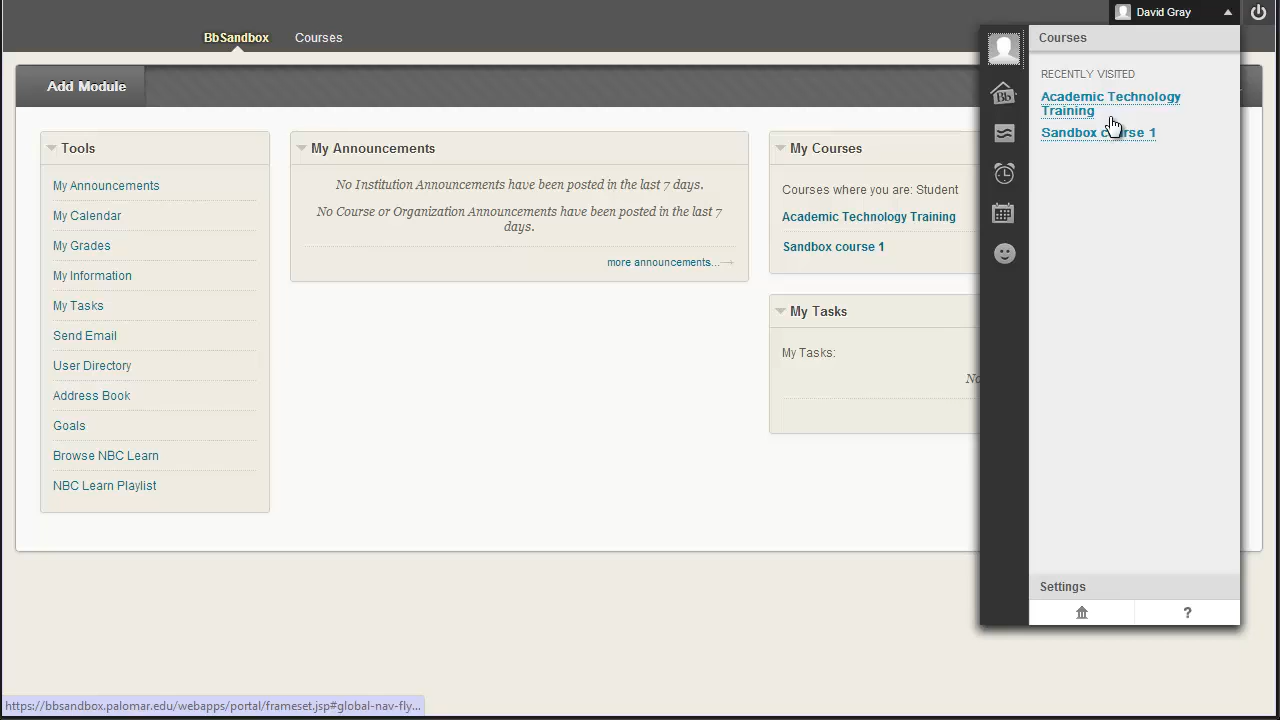 David Gray
BbSandbox
Courses
Courses
RECENTLY VISITED
Academic Technology
Training
Sandbox course 1
Add Module
Tools
My Announcements
My Calendar
My Grades
My Information
My Tasks
Send Email
User Directory
Address Book
Goals
Browse NBC Learn
NBC Learn Playlist
My Announcements
No Institution Announcements have been posted in the last 7 days.
No Course or Organization Announcements have been posted in the last 7
days.
more announcements...
My Courses
Courses where you are: Student
Academic Technology Training
Sandbox course 1
My Tasks
My Tasks:
No
Bb
Settings
?
https://bbsandbox.palomar.edu/webapps/portal/frameset.jsp#global-nav-fly...